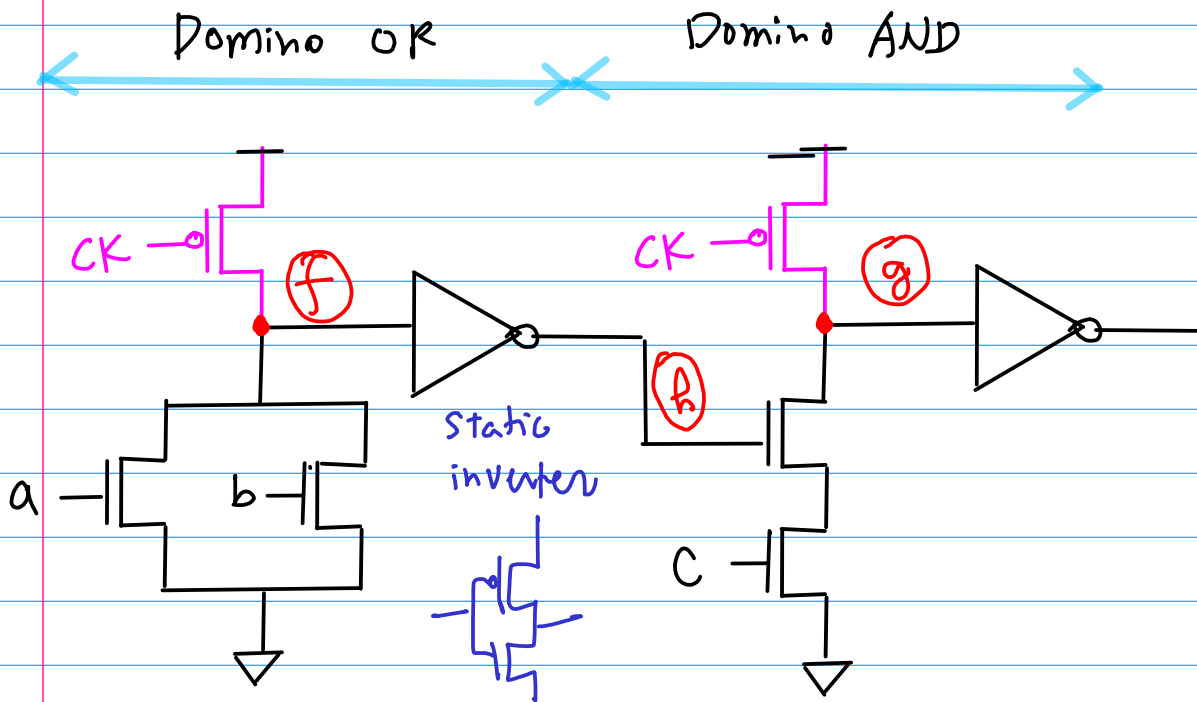 Domino OR
Domino AND
CK
f
CK
g
h
static
inverter
a
b
C